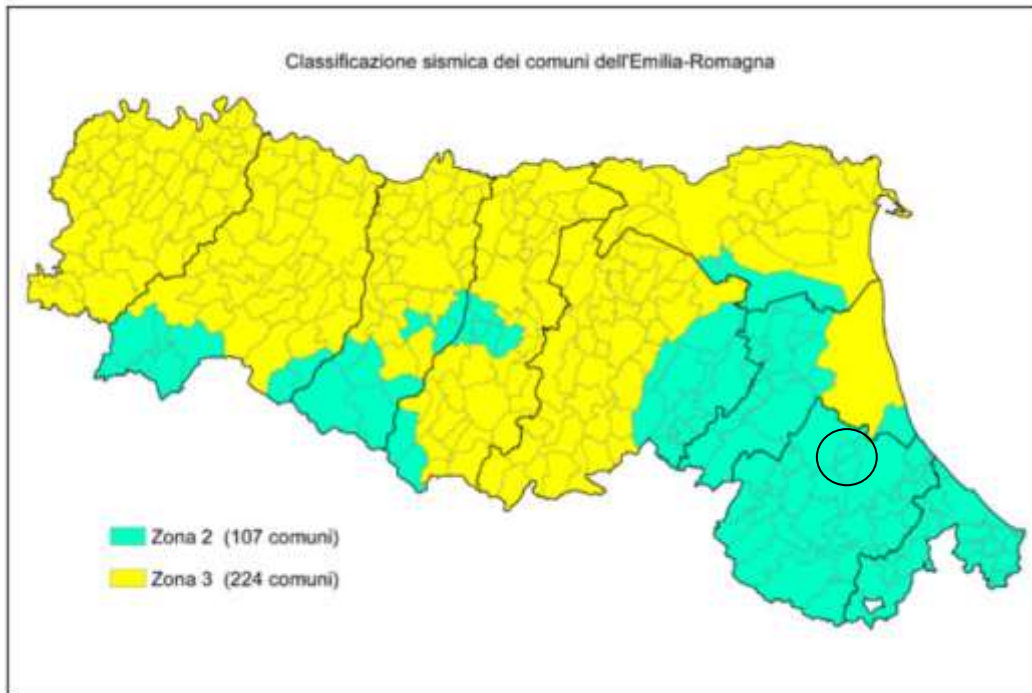 Classificazione sismica dei comuni dell'Emilia-Romagna
Zona 2 (107 comuni)
Zona 3 (224 comuni)